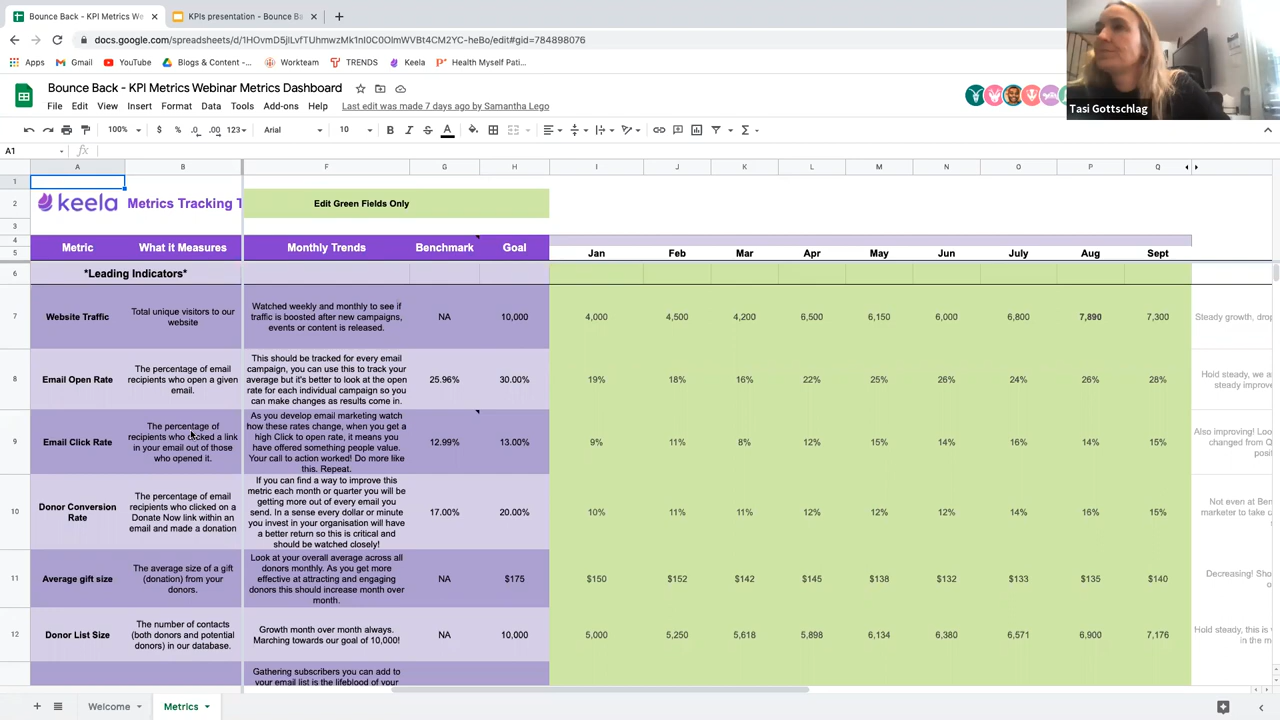 Bounce Back - KPI Metrics We
KPIs presentation - Bounce Ba
docs.google.com/spreadsheets/d/
/edit#gid=784898076
Apps
Gmail
YouTube
Blogs & Content -...
Workteam
TRENDS
Keela
Health Myself Pati...
Bounce Back - KPI Metrics Webinar Metrics Dashboard
Tasi Gottschlag
File Edit View Insert Format Data Tools Add-ons Help Last edit was made 7 days ago by Samantha Lego
100% $ % .0 .00 123 Arial 10 B I S A
A1 fx
A B F G H I J K L M N O P Q
1
2 keela Metrics Tracking T Edit Green Fields Only
3
4
5 Metric What it Measures Monthly Trends Benchmark Goal Jan Feb Mar Apr May Jun July Aug Sept
6 *Leading Indicators*
7 Website Traffic
Total unique visitors to our
website
Watched weekly and monthly to see if
traffic is boosted after new campaigns,
events or content is released.
NA 10,000 4,000 4,500 4,200 6,500 6,150 6,000 6,800 7,890 7,300 Steady growth, drop
8 Email Open Rate
The percentage of email
recipients who open a given
email.
This should be tracked for every email
campaign, you can use this to track your
average but it's better to look at the open
rate for each individual campaign so you
can make changes as results come in.
25.96% 30.00% 19% 18% 16% 22% 25% 26% 24% 26% 28%
Hold steady, we a
steady improve
9 Email Click Rate
The percentage of
recipients who clicked a link
in your email out of those
who opened it.
As you develop email marketing watch
how these rates change, when you get a
high Click to open rate, it means you
have offered something people value.
Your call to action worked! Do more like
this. Repeat.
12.99% 13.00% 9% 11% 8% 12% 15% 14% 16% 14% 15%
Also improving! Loo
changed from Q
posit
10 Donor Conversion
Rate
The percentage of email
recipients who clicked on a
Donate Now link within an
email and made a donation
If you can find a way to improve this
metric each month or quarter you will be
getting more out of every email you
send. In a sense every dollar or minute
you invest in your organisation will have
a better return so this is critical and
should be watched closely!
17.00% 20.00% 10% 11% 11% 12% 12% 12% 14% 16% 15%
Not even at Ben
marketer to take u
11 Average gift size
The average size of a gift
(donation) from your
donors.
Look at your overall average across all
donors monthly. As you get more
effective at attracting and engaging
donors this should increase month over
month.
NA $175 $150 $152 $142 $145 $138 $132 $133 $135 $140
Decreasing! Sho
o
12 Donor List Size
The number of contacts
(both donors and potential
donors) in our database.
Growth month over month always.
Marching towards our goal of 10,000!
NA 10,000 5,000 5,250 5,618 5,898 6,134 6,380 6,571 6,900 7,176
Hold steady, this is
in the m
Gathering subscribers you can add to
your email list is the lifeblood of your
Welcome Metrics